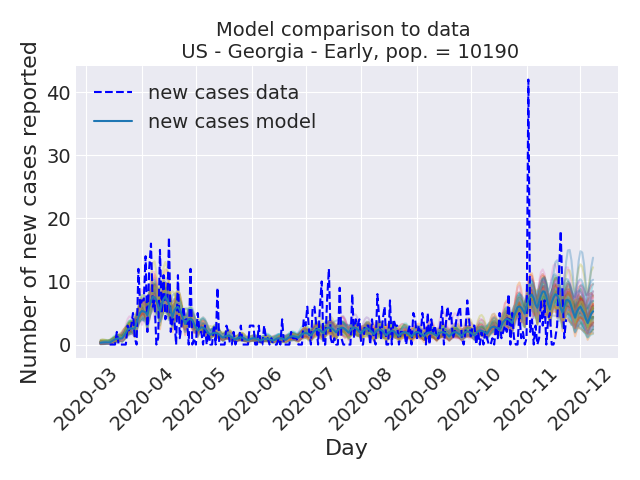 Model comparison to data
US - Georgia - Early, pop. = 10190
Number of new cases reported
40
30
20
10
0
new cases data
new cases model
2020-03
2020-04
2020-05
2020-06
2020-07
2020-08
2020-09
2020-10
2020-11
2020-12
Day